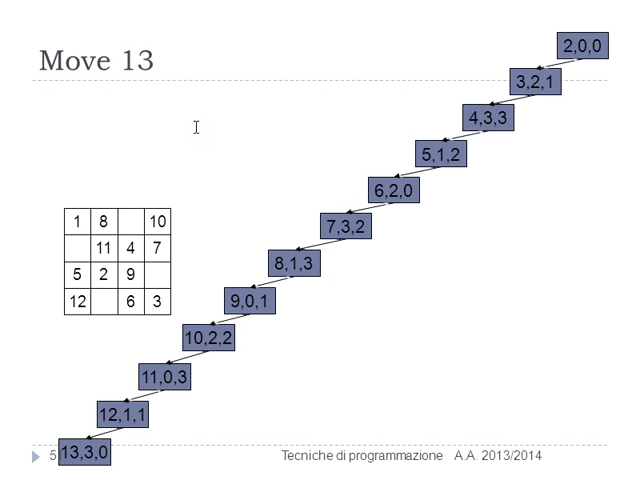 Move 13
2,0,0
3,2,1
4,3,3
5,1,2
6,2,0
7,3,2
8,1,3
9,0,1
10,2,2
11,0,3
12,1,1
13,3,0
1 8 10
11 4 7
5 2 9
12 6 3
5
Tecniche di programmazione A.A. 2013/2014